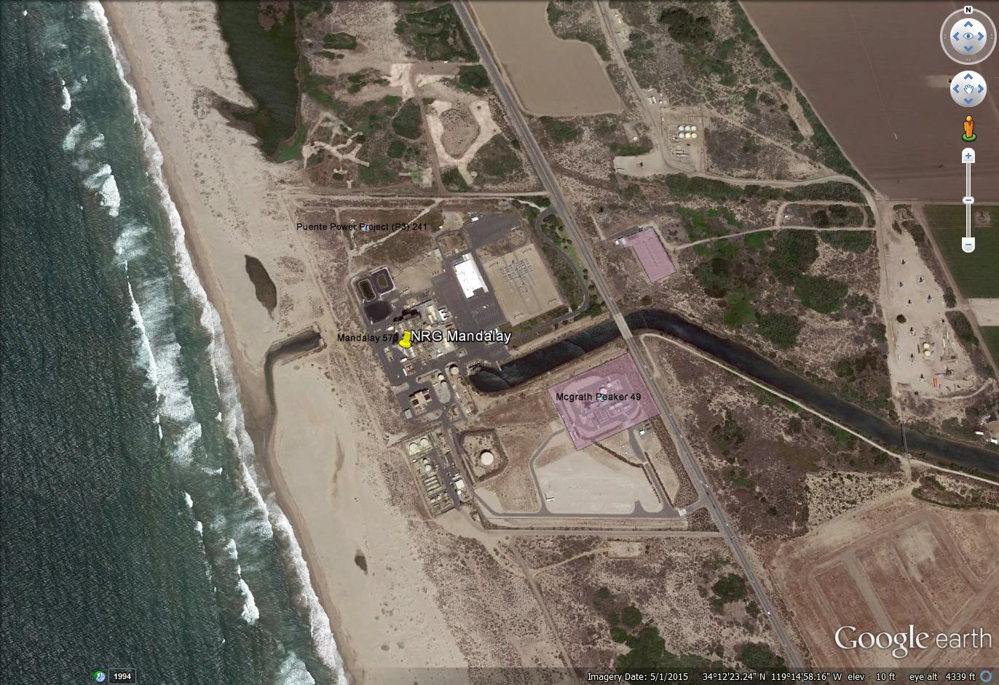 N
Puente Power Project (P3) 241
Mandalay 573
NRG Mandalay
Mcgrath Peaker 49
Google earth
1994
Imagery Date: 5/1/2015 34°12'23.24" N 119°14'58.16" W elev 10 ft eye alt 4339 ft